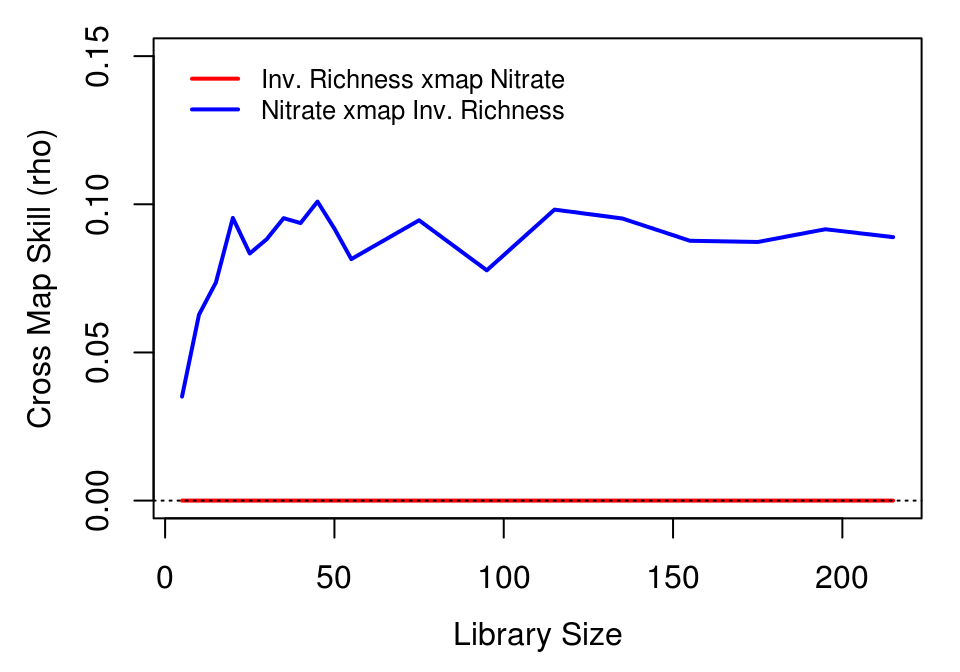 Inv. Richness xmap Nitrate
Nitrate xmap Inv. Richness
Cross Map Skill (rho)
0.15
0.10
0.05
0.00
0 50 100 150 200
Library Size